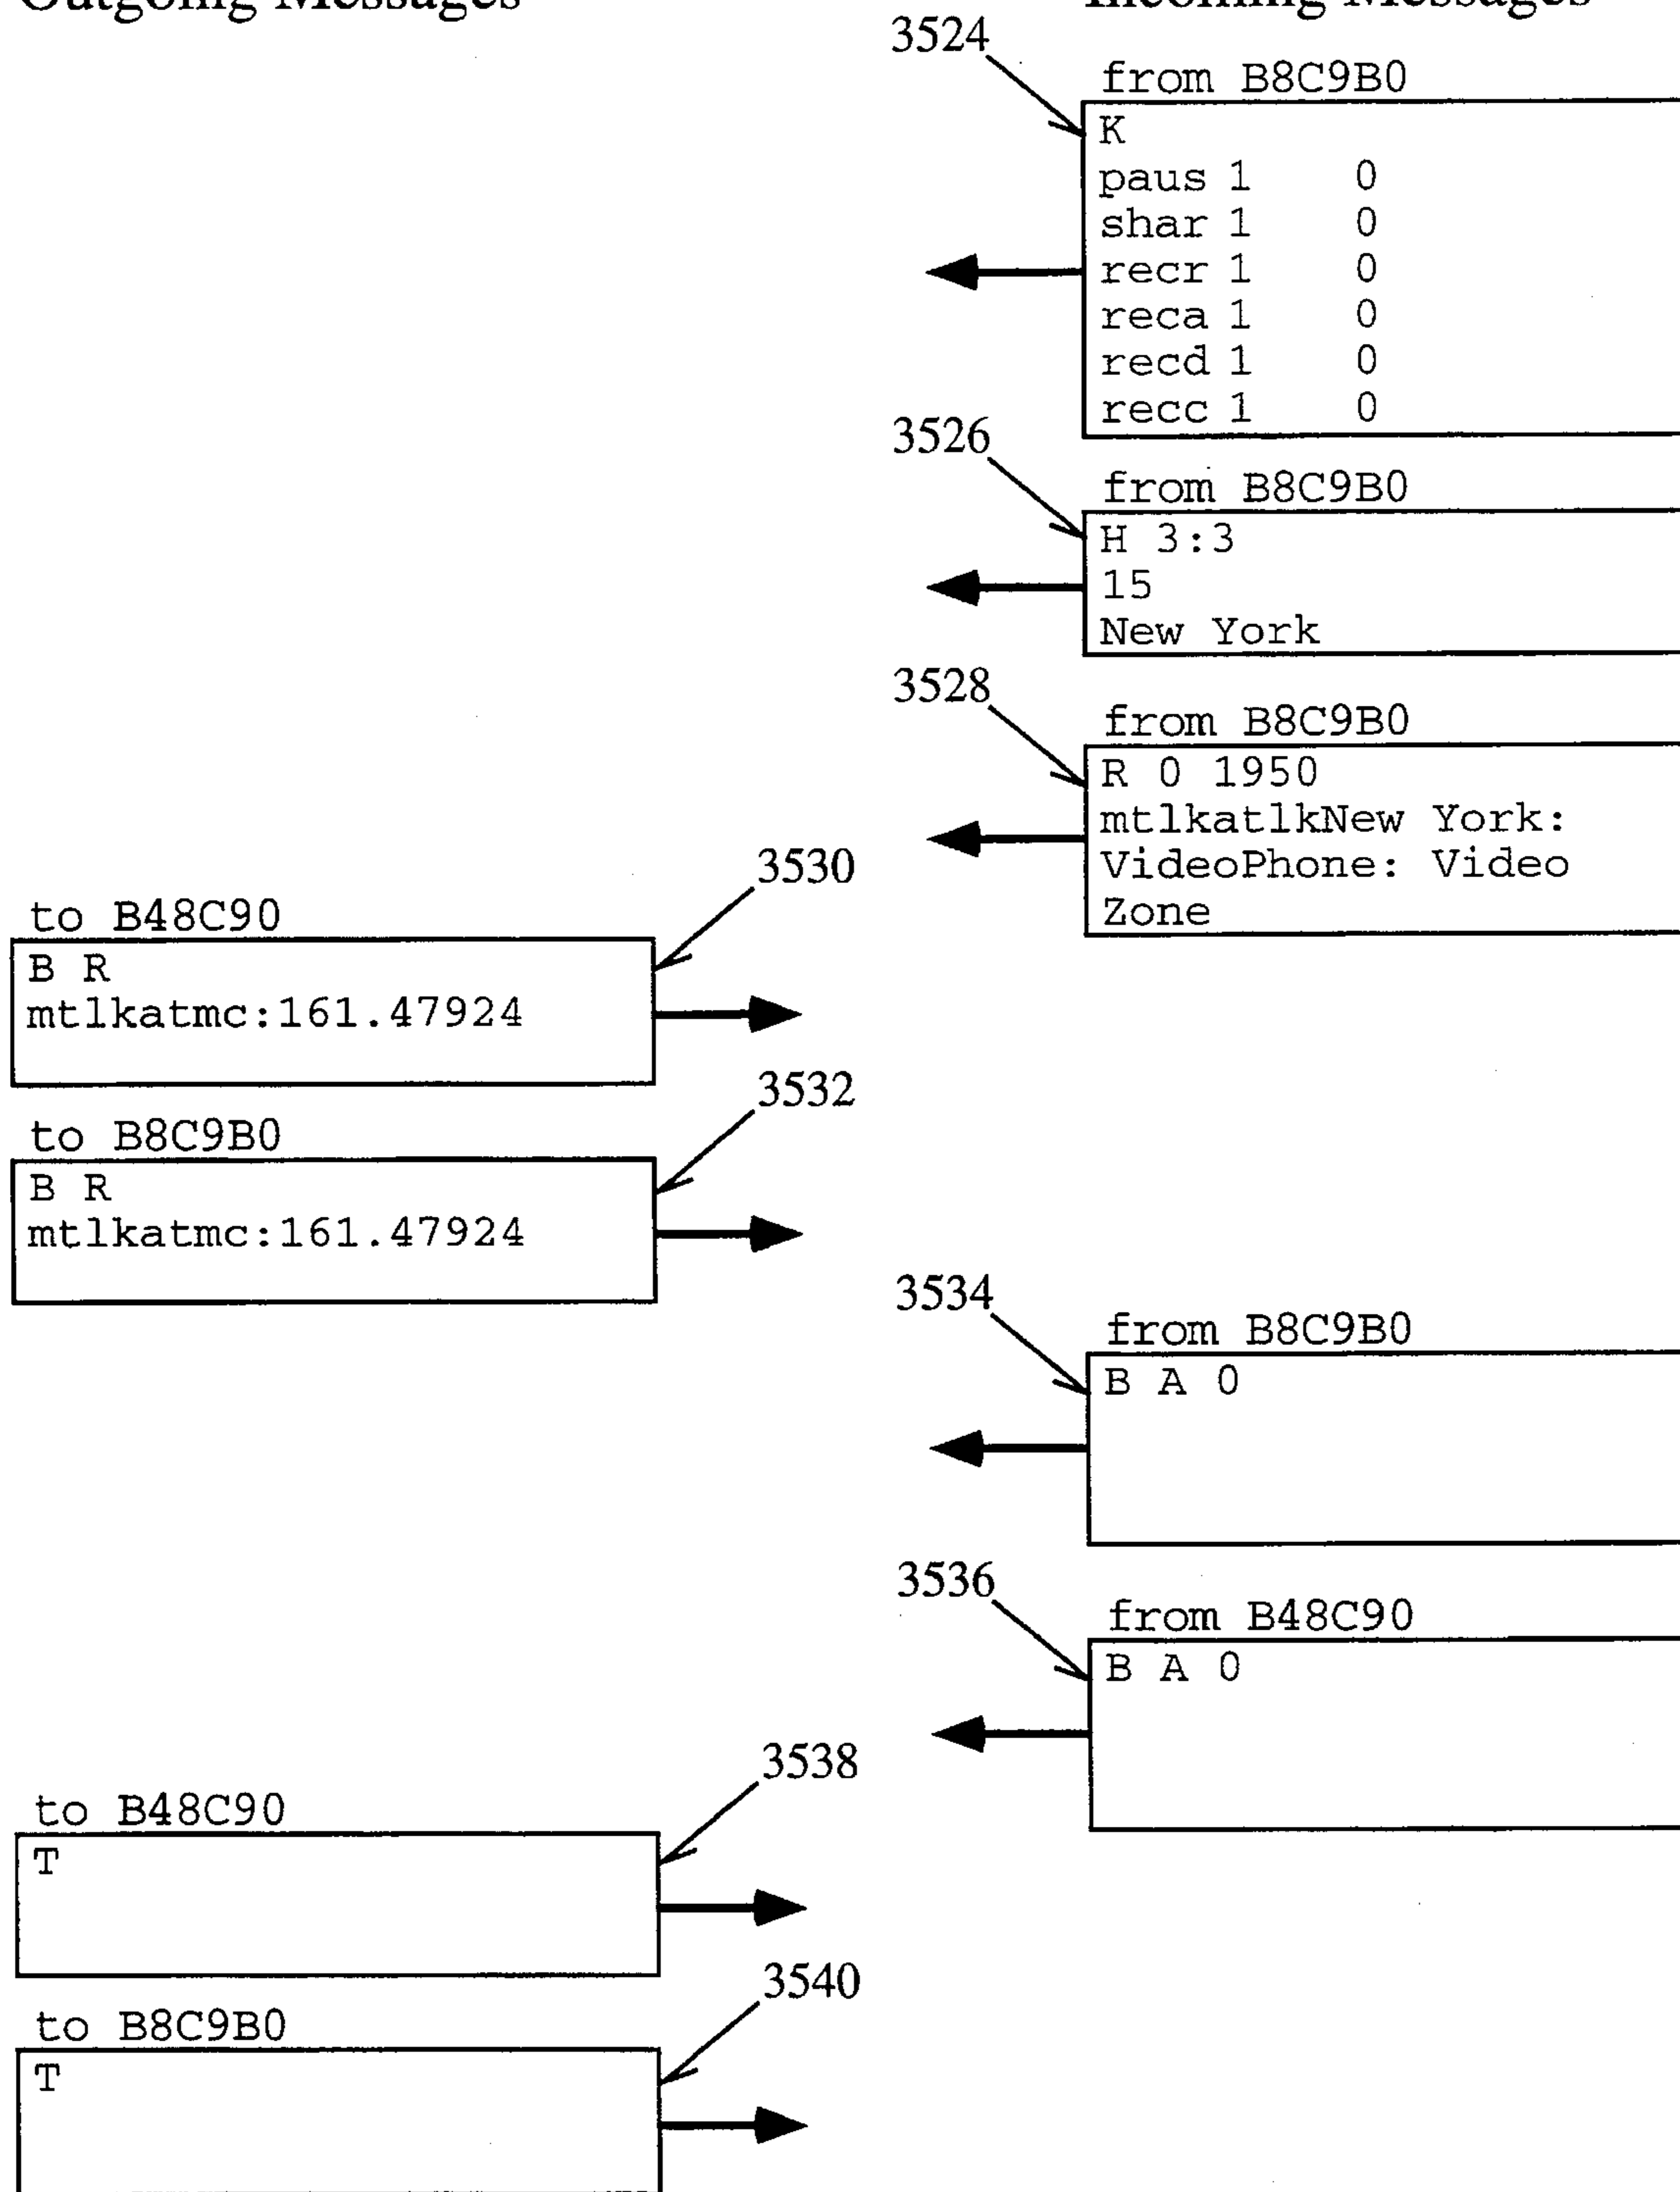 Outgoing Messages
Incoming Messages
3524
from B8C9B0
K
paus 1 0
shar 1 0
recr 1 0
reca 1 0
recd 1 0
recc 1 0
3526
from B8C9B0
H 3:3
15
New York
3528
from B8C9B0
R 0 1950
mtlkatlkNew York:
VideoPhone: Video
Zone
3530
to B48C90
B R
mtlkatmc:161.47924
3532
to B8C9B0
B R
mtlkatmc:161.47924
3534
from B8C9B0
B A 0
3536
from B48C90
B A 0
3538
to B48C90
T
3540
to B8C9B0
T